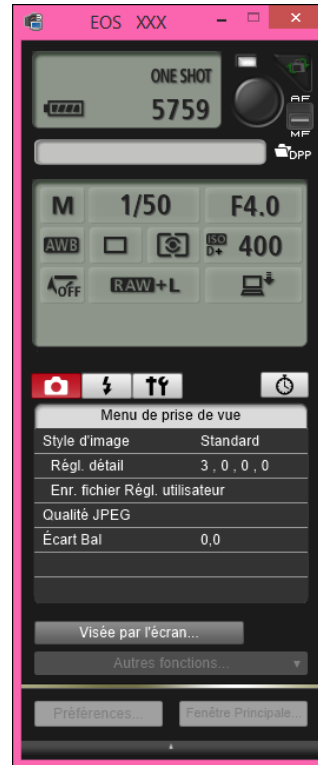 EOS XXX
ONE SHOT
5759
AF
MF
DPP
M 1/50 F4.0
AWB ISO D+ 400
OFF RAW+L
Menu de prise de vue
Style d'image Standard
Régl. détail 3 , 0 , 0 , 0
Enr. fichier Régl. utilisateur
Qualité JPEG
Écart Bal 0,0
Visée par l'écran...
Autres fonctions...
Préférences... Fenêtre Principale...